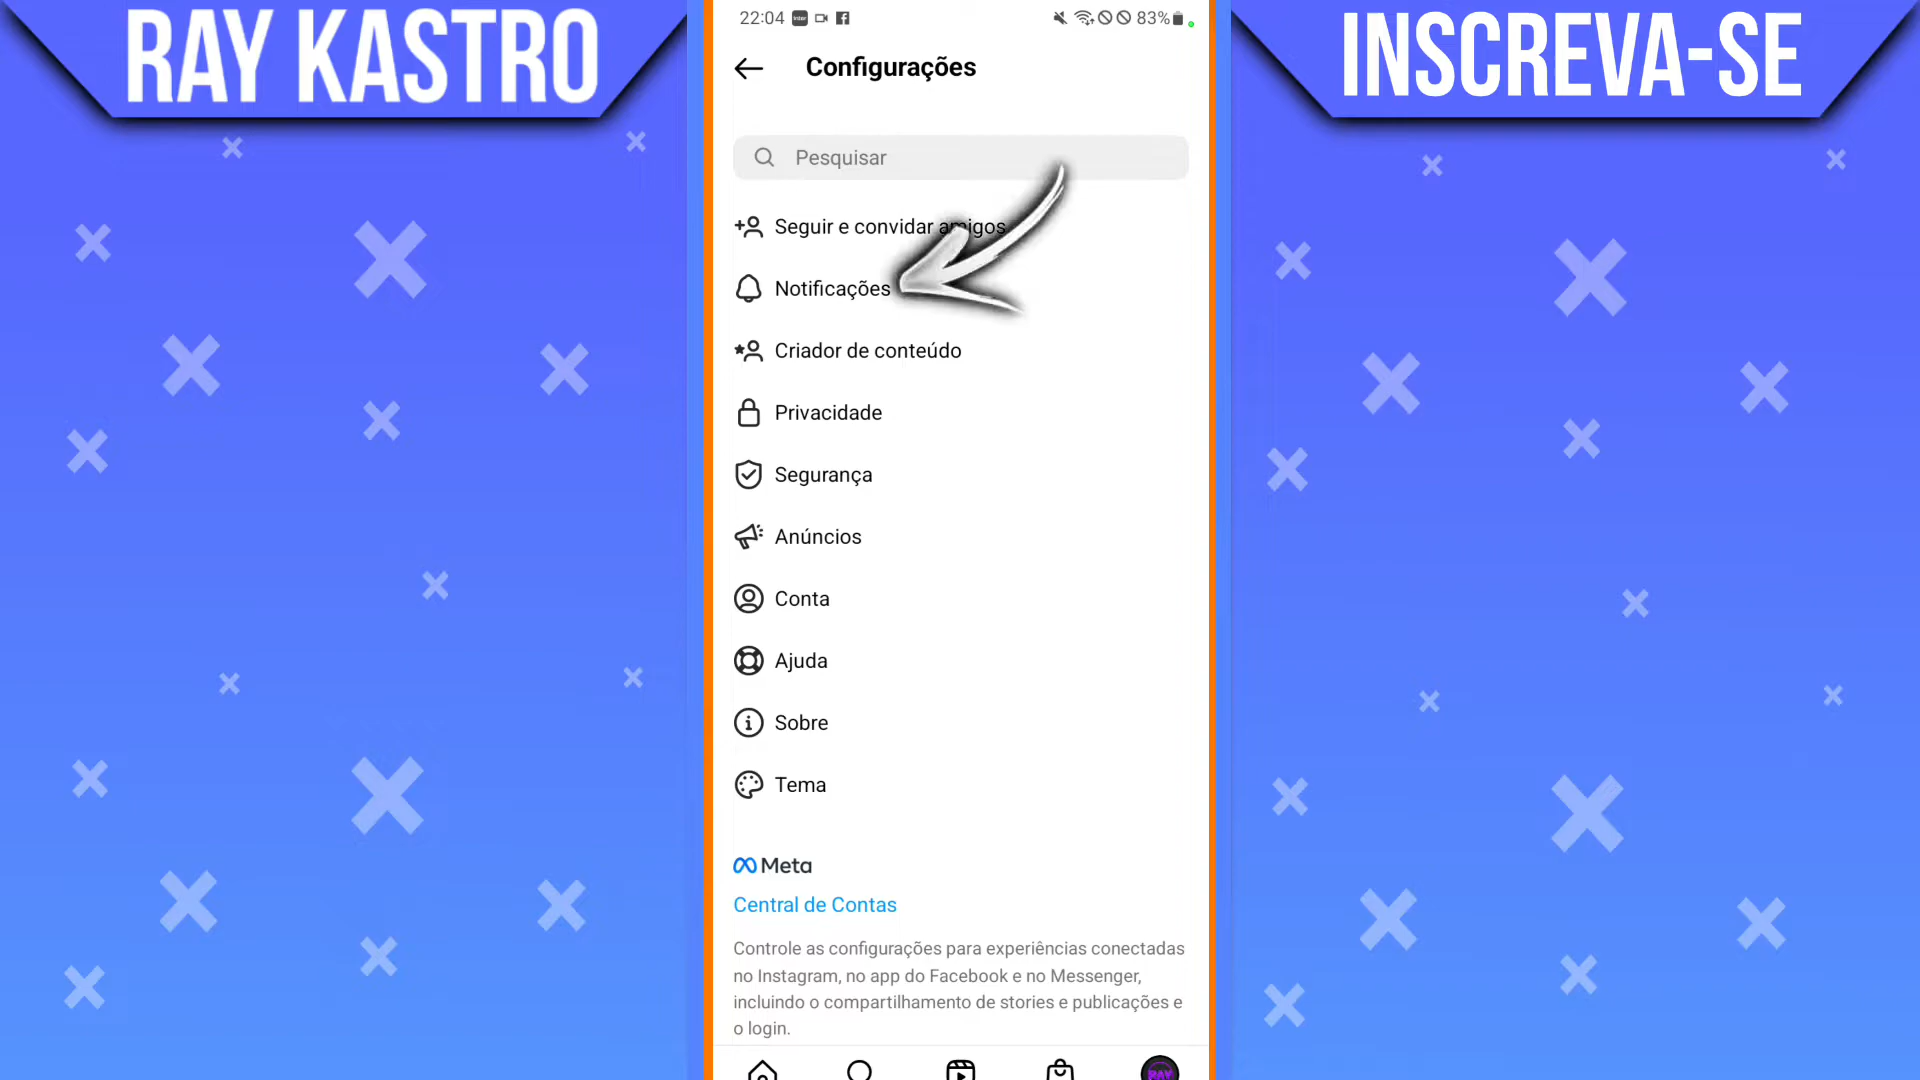 RAY KASTRO
INSCREVA-SE
22:04
83%
Configurações
Pesquisar
Seguir e convidar amigos
Notificações
Criador de conteúdo
Privacidade
Segurança
Anúncios
Conta
Ajuda
Sobre
Tema
Meta
Central de Contas
Controle as configurações para experiências conectadas
no Instagram, no app do Facebook e no Messenger,
incluindo o compartilhamento de stories e publicações e
o login.
RAY